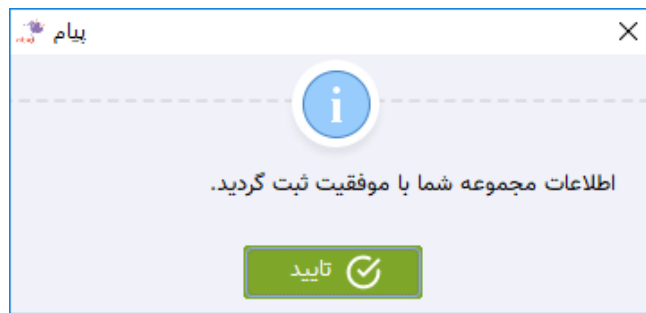 پیام
اطلاعات مجموعه شما با موفقیت ثبت گردید.
تایید